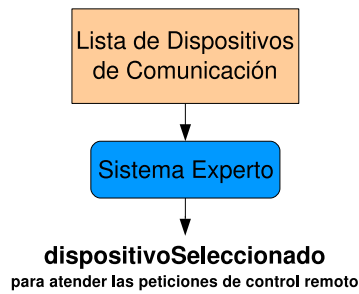 Lista de Dispositivos
de Comunicación
Sistema Experto
dispositivoSeleccionado
para atender las peticiones de control remoto